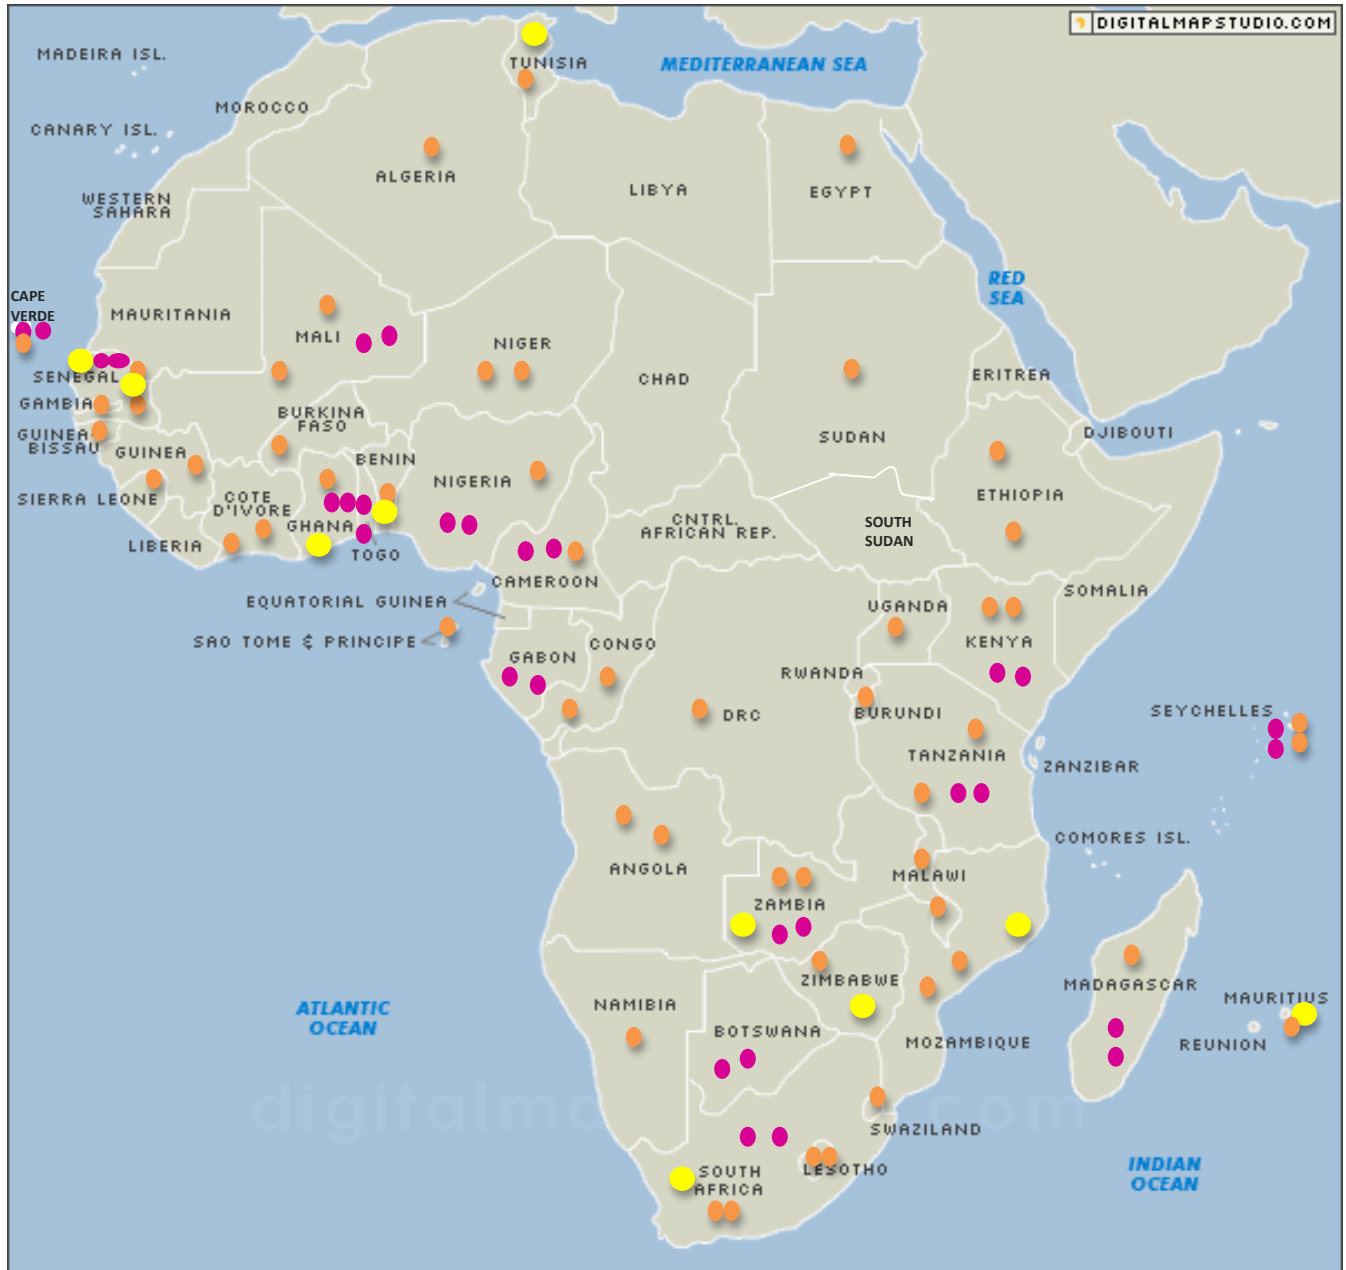 DIGITALMAPSTUDIO.COM
MADEIRA ISL.
TUNISIA
MEDITERRANEAN SEA
MOROCCO
CANARY ISL.
ALGERIA
LIBYA
EGYPT
WESTERN
SAHARA
RED
SEA
CAPE
VERDE
MAURITANIA
MALI
NIGER
CHAD
ERITREA
SENEGAL
GAMBIA
BURKINA
FASO
SUDAN
DJIBOUTI
GUINEA
BISSAU
GUINEA
BENIN
NIGERIA
ETHIOPIA
SIERRA LEONE
COTE
D'IVORE
GHANA
CNTRL.
AFRICAN REP.
SOUTH
SUDAN
LIBERIA
TOGO
CAMEROON
SOMALIA
EQUATORIAL GUINEA
UGANDA
SAO TOME & PRINCIPE
CONGO
KENYA
GABON
RWANDA
DRC
BURUNDI
SEYCHELLES
TANZANIA
ZANZIBAR
COMORES ISL.
ANGOLA
MALAWI
ZAMBIA
ZIMBABWE
MADAGASCAR
MAURITIUS
ATLANTIC
OCEAN
NAMIBIA
BOTSWANA
MOZAMBIQUE
REUNION
digitalma
com
SWAZILAND
SOUTH
AFRICA
LESOTHO
INDIAN
OCEAN